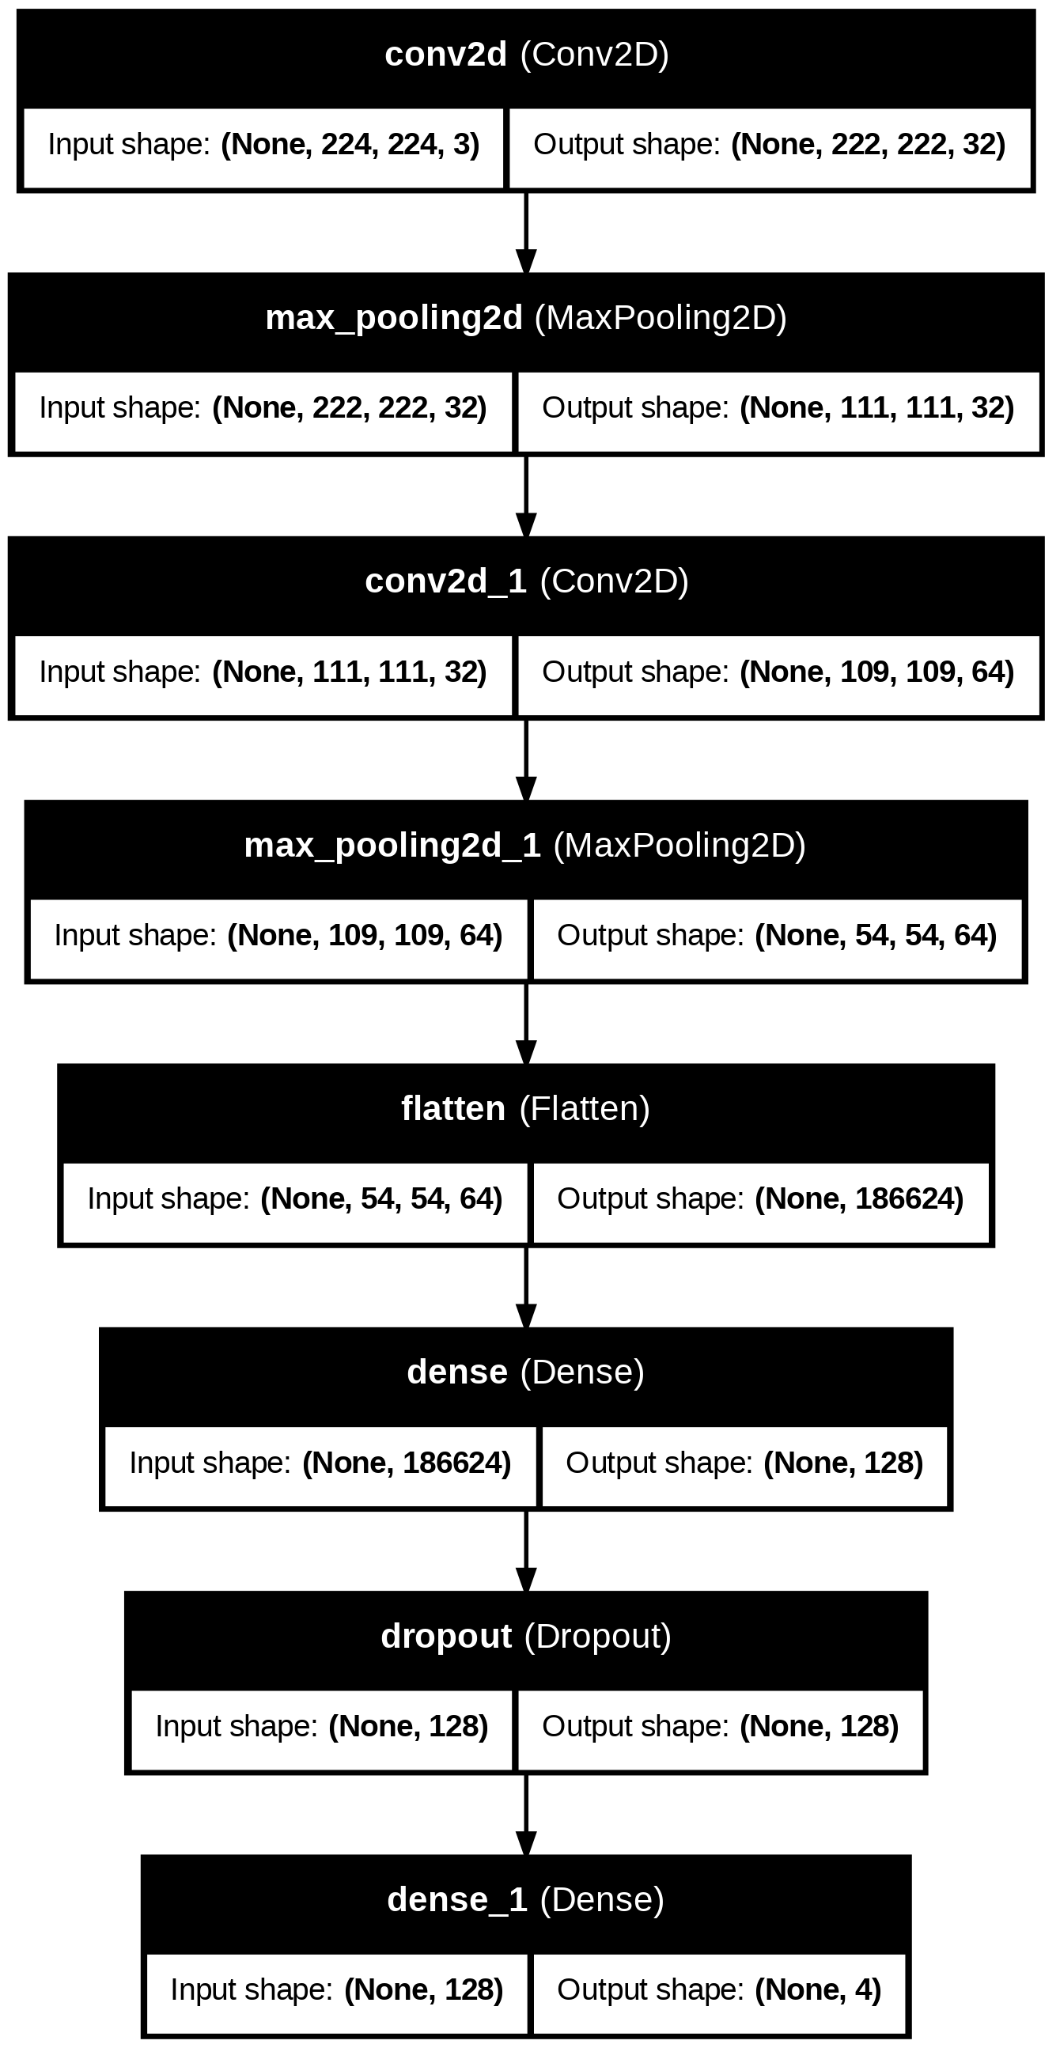 conv2d (Conv2D)
Input shape: (None, 224, 224, 3) Output shape: (None, 222, 222, 32)
max_pooling2d (MaxPooling2D)
Input shape: (None, 222, 222, 32) Output shape: (None, 111, 111, 32)
conv2d_1 (Conv2D)
Input shape: (None, 111, 111, 32) Output shape: (None, 109, 109, 64)
max_pooling2d_1 (MaxPooling2D)
Input shape: (None, 109, 109, 64) Output shape: (None, 54, 54, 64)
flatten (Flatten)
Input shape: (None, 54, 54, 64) Output shape: (None, 186624)
dense (Dense)
Input shape: (None, 186624) Output shape: (None, 128)
dropout (Dropout)
Input shape: (None, 128) Output shape: (None, 128)
dense_1 (Dense)
Input shape: (None, 128) Output shape: (None, 4)